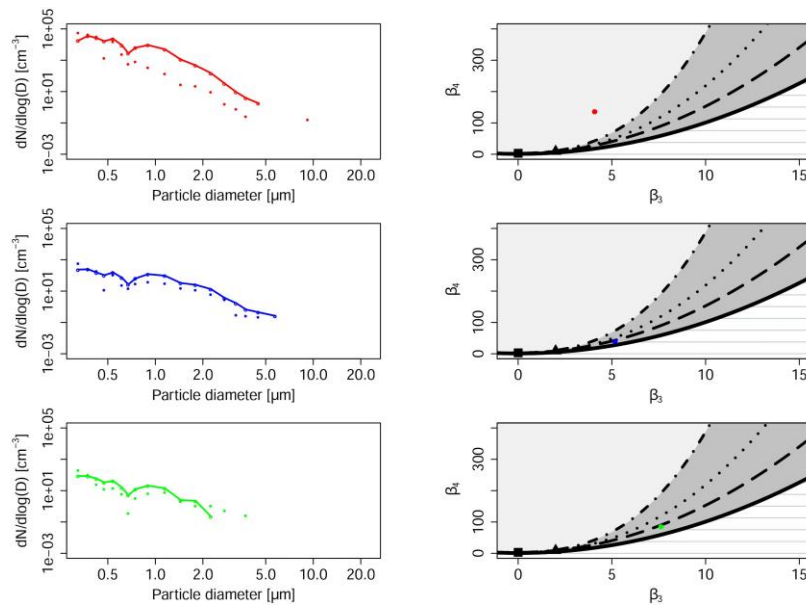 dN/dlog(D) [cm⁻³]
1e-03 1e+01 1e+05
0.5 1.0 2.0 5.0 10.0 20.0
Particle diameter [µm]
β₄
0 100 300
0 5 10 15
β₃
dN/dlog(D) [cm⁻³]
1e-03 1e+01 1e+05
0.5 1.0 2.0 5.0 10.0 20.0
Particle diameter [µm]
β₄
0 100 300
0 5 10 15
β₃
dN/dlog(D) [cm⁻³]
1e-03 1e+01 1e+05
0.5 1.0 2.0 5.0 10.0 20.0
Particle diameter [µm]
β₄
0 100 300
0 5 10 15
β₃